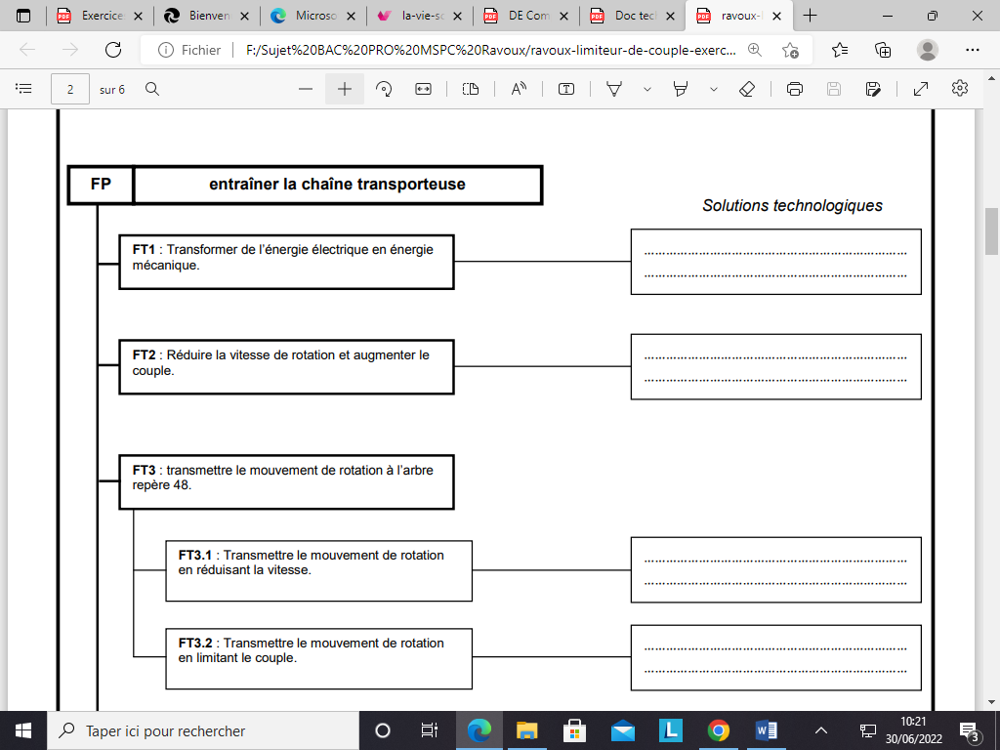 Exercice
Bienven
Microso
la-vie-sc
DE Com
Doc tec
ravoux-l
Fichier
F:/Sujet%20BAC%20PRO%20MSPC%20Ravoux/ravoux-limiteur-de-couple-exerc...
2
sur 6
FP
entraîner la chaîne transporteuse
Solutions technologiques
FT1 : Transformer de l'énergie électrique en énergie
mécanique.
FT2 : Réduire la vitesse de rotation et augmenter le
couple.
FT3 : transmettre le mouvement de rotation à l'arbre
repère 48.
FT3.1 : Transmettre le mouvement de rotation
en réduisant la vitesse.
FT3.2 : Transmettre le mouvement de rotation
en limitant le couple.
Taper ici pour rechercher
10:21
30/06/2022
3